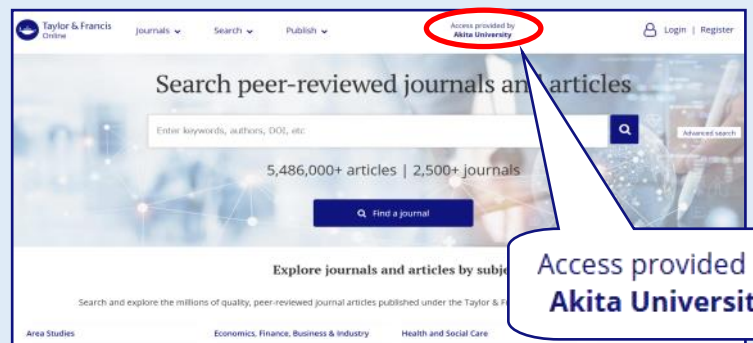 Taylor & Francis
Online
Journals
Search
Publish
Access provided by
Akita University
Login | Register
Search peer-reviewed journals and articles
Enter keywords, authors, DOI, etc
Advanced search
5,486,000+ articles | 2,500+ journals
Find a journal
Explore journals and articles by subje
Access provided
Akita Universit
Search and explore the millions of quality, peer-reviewed journal articles published under the Taylor & F
Area Studies
Economics, Finance, Business & Industry
Health and Social Care